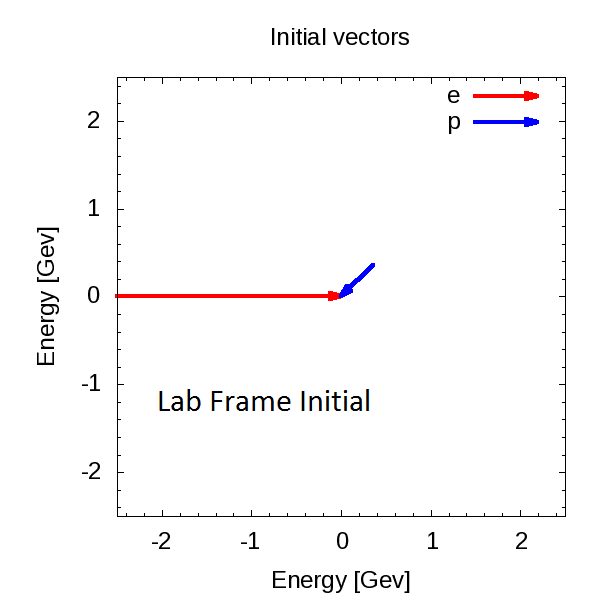 Initial vectors
e
p
2
1
0
-1
-2
Energy [Gev]
Lab Frame Initial
-2 -1 0 1 2
Energy [Gev]